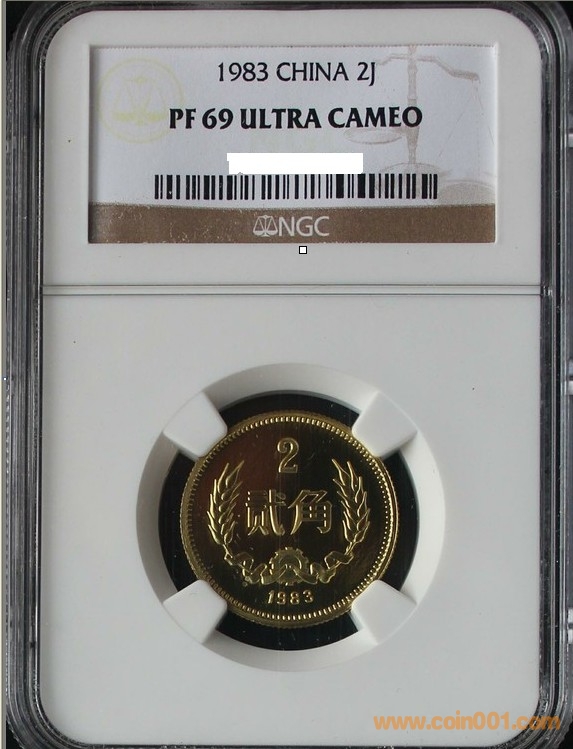 1983 CHINA 2J
PF 69 ULTRA CAMEO
NGC
2
贰角
1983
www.coin001.com